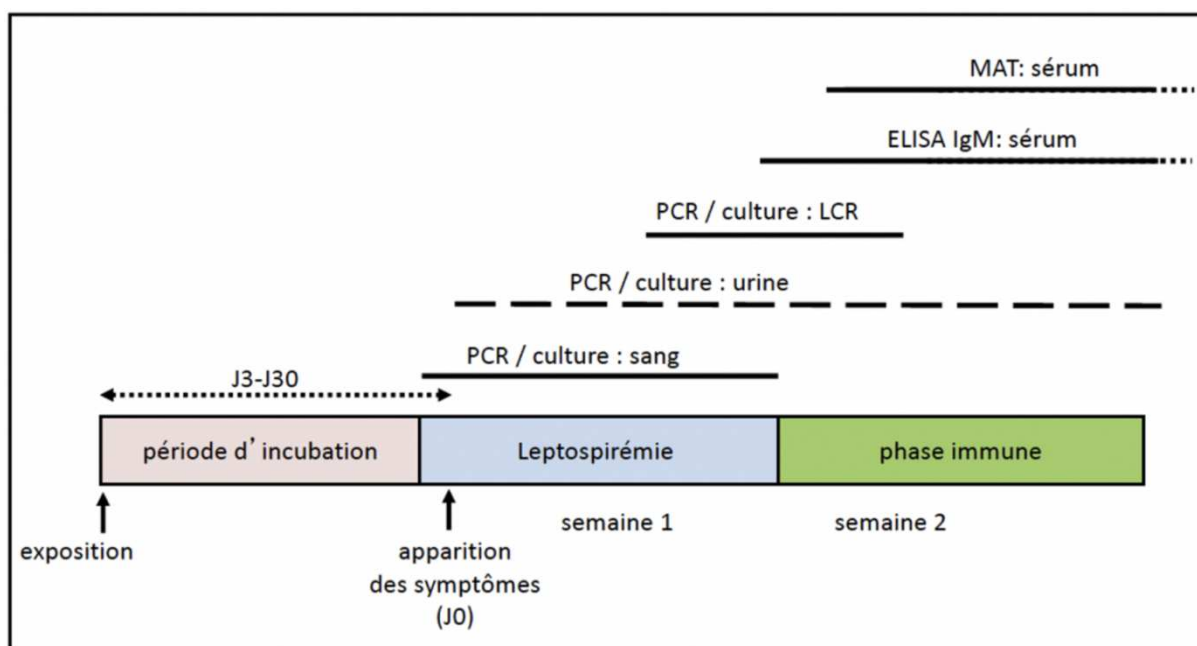 MAT: sérum
ELISA IgM: sérum
PCR / culture : LCR
PCR / culture : urine
PCR / culture : sang
J3-J30
période d' incubation
Leptospirémie
phase immune
semaine 1
semaine 2
exposition
apparition
des symptômes
(J0)